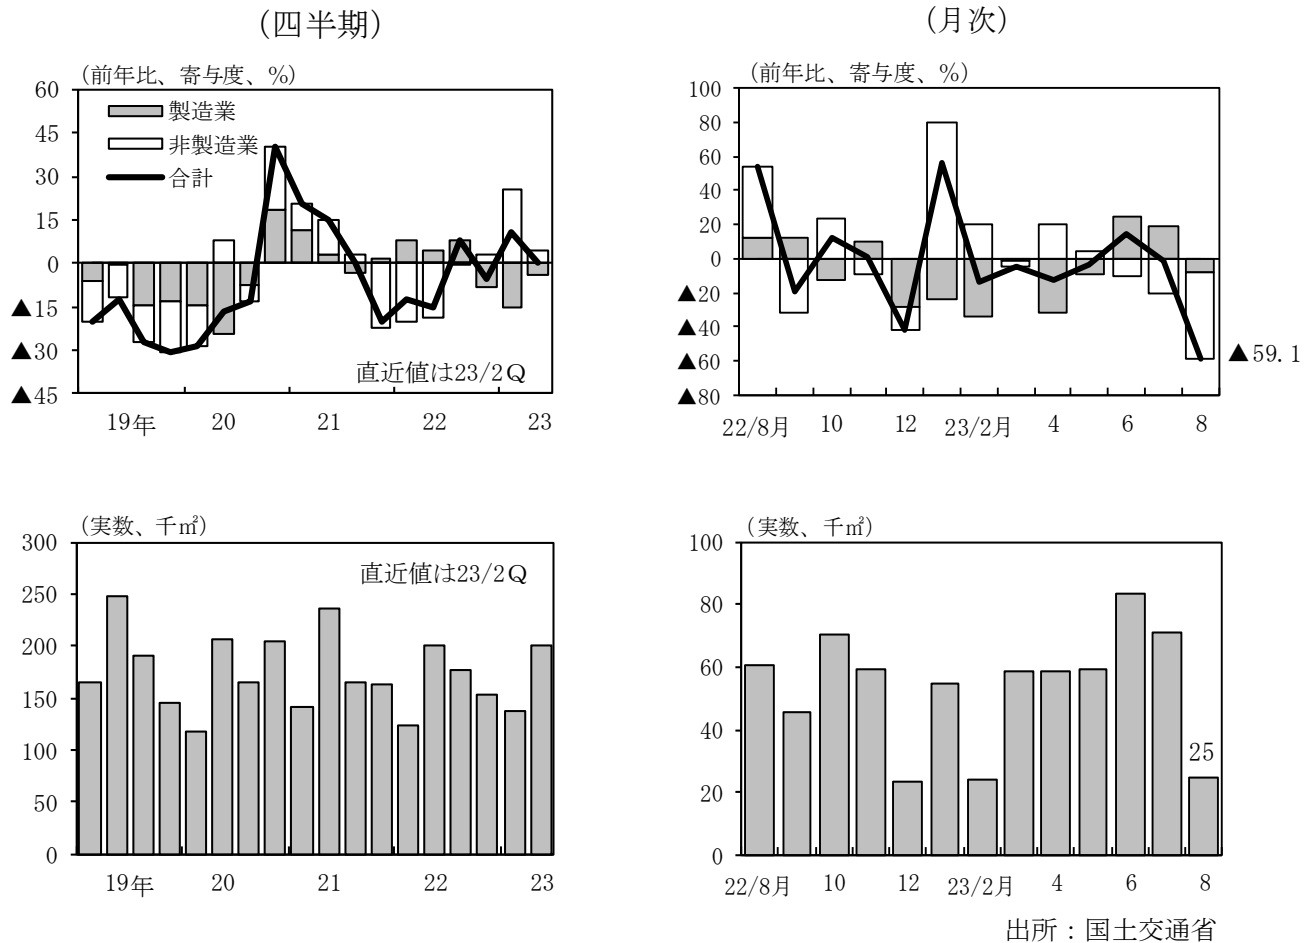 (四半期)
(前年比、寄与度、%)
60
45
30
15
0
▲15
▲30
▲45
製造業
非製造業
合計
直近値は23/2Q
19年 20 21 22 23
(月次)
(前年比、寄与度、%)
100
80
60
40
20
0
▲20
▲40
▲60
▲80
▲59.1
22/8月 10 12 23/2月 4 6 8
(実数、千㎡)
300
250
200
150
100
50
0
直近値は23/2Q
19年 20 21 22 23
(実数、千㎡)
100
80
60
40
20
0
25
22/8月 10 12 23/2月 4 6 8
出所：国土交通省